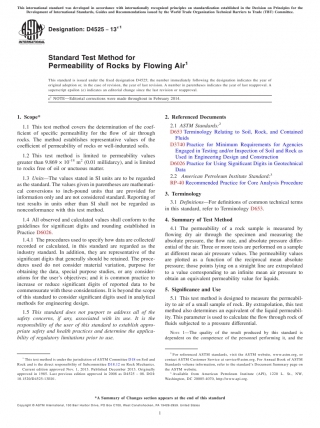 This international standard was developed in accordance with internationally recognized principles on standardization established in the Decision on Principles for the
Development of International Standards, Guides and Recommendations issued by the World Trade Organization Technical Barriers to Trade (TBT) Committee.
Designation: D4525 − 13´¹
Standard Test Method for
Permeability of Rocks by Flowing Air¹
This standard is issued under the fixed designation D4525; the number immediately following the designation indicates the year of
original adoption or, in the case of revision, the year of last revision. A number in parentheses indicates the year of last reapproval. A
superscript epsilon (´) indicates an editorial change since the last revision or reapproval.
ε¹ NOTE—Editorial corrections were made throughout in February 2014.
1. Scope*
1.1 This test method covers the determination of the coef-
ficient of specific permeability for the flow of air through
rocks. The method establishes representative values of the
coefficient of permeability of rocks or well-indurated soils.
1.2 This test method is limited to permeability values
greater than 9.869 × 10⁻¹⁸ m² (0.01 millidarcy), and is limited
to rocks free of oil or unctuous matter.
1.3 Units—The values stated in SI units are to be regarded
as the standard. The values given in parentheses are mathemati-
cal conversions to inch-pound units that are provided for
information only and are not considered standard. Reporting of
test results in units other than SI shall not be regarded as
nonconformance with this test method.
1.4 All observed and calculated values shall conform to the
guidelines for significant digits and rounding established in
Practice D6026.
1.4.1 The procedures used to specify how data are collected/
recorded or calculated, in this standard are regarded as the
industry standard. In addition, they are representative of the
significant digits that generally should be retained. The proce-
dures used do not consider material variation, purpose for
obtaining the data, special purpose studies, or any consider-
ations for the user's objectives; and it is common practice to
increase or reduce significant digits of reported data to be
commensurate with these considerations. It is beyond the scope
of this standard to consider significant digits used in analytical
methods for engineering design.
1.5 This standard does not purport to address all of the
safety concerns, if any, associated with its use. It is the
responsibility of the user of this standard to establish appro-
priate safety and health practices and determine the applica-
bility of regulatory limitations prior to use.
¹ This test method is under the jurisdiction of ASTM Committee D18 on Soil and
Rock and is the direct responsibility of Subcommittee D18.12 on Rock Mechanics.
Current edition approved Nov. 1, 2013. Published December 2013. Originally
approved in 1985. Last previous edition approved in 2008 as D4525 – 08. DOI:
10.1520/D4525-13E01.
2. Referenced Documents
2.1 ASTM Standards:²
D653 Terminology Relating to Soil, Rock, and Contained
Fluids
D3740 Practice for Minimum Requirements for Agencies
Engaged in Testing and/or Inspection of Soil and Rock as
Used in Engineering Design and Construction
D6026 Practice for Using Significant Digits in Geotechnical
Data
2.2 American Petroleum Institute Standard:³
RP-40 Recommended Practice for Core Analysis Procedure
3. Terminology
3.1 Definitions—For definitions of common technical terms
in this standard, refer to Terminology D653.
4. Summary of Test Method
4.1 The permeability of a rock sample is measured by
flowing dry air through the specimen and measuring the
absolute pressure, the flow rate, and absolute pressure differ-
ential of the air. Three or more tests are performed on a sample
at different mean air pressure values. The permeability values
are plotted as a function of the reciprocal mean absolute
pressure; those points lying on a straight line are extrapolated
to a value corresponding to an infinite mean air pressure to
obtain an equivalent permeability value for liquids.
5. Significance and Use
5.1 This test method is designed to measure the permeabil-
ity to air of a small sample of rock. By extrapolation, this test
method also determines an equivalent of the liquid permeabil-
ity. This parameter is used to calculate the flow through rock of
fluids subjected to a pressure differential.
NOTE 1—The quality of the result produced by this standard is
dependent on the competence of the personnel performing it, and the
² For referenced ASTM standards, visit the ASTM website, www.astm.org, or
contact ASTM Customer Service at service@astm.org. For Annual Book of ASTM
Standards volume information, refer to the standard's Document Summary page on
the ASTM website.
³ Available from American Petroleum Institute (API), 1220 L. St., NW,
Washington, DC 20005-4070, http://www.api.org.
*A Summary of Changes section appears at the end of this standard
1